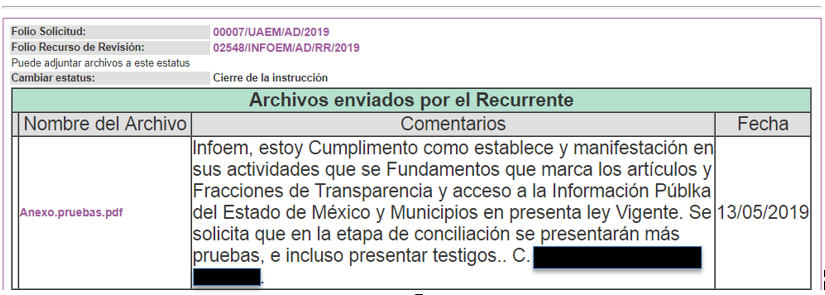 Folio Solicitud: 00007/UAEM/AD/2019
Folio Recurso de Revisión: 02548/INFOEM/AD/RR/2019
Puede adjuntar archivos a este estatus
Cambiar estatus: Cierre de la instrucción
Archivos enviados por el Recurrente
Nombre del Archivo Comentarios Fecha
Infoem, estoy Cumplimento como establece y manifestación en
sus actividades que se Fundamentos que marca los artículos y
Fracciones de Transparencia y acceso a la Información Públka
Anexo.pruebas.pdf del Estado de México y Municipios en presenta ley Vigente. Se 13/05/2019
solicita que en la etapa de conciliación se presentarán más
pruebas, e incluso presentar testigos.. C.
.